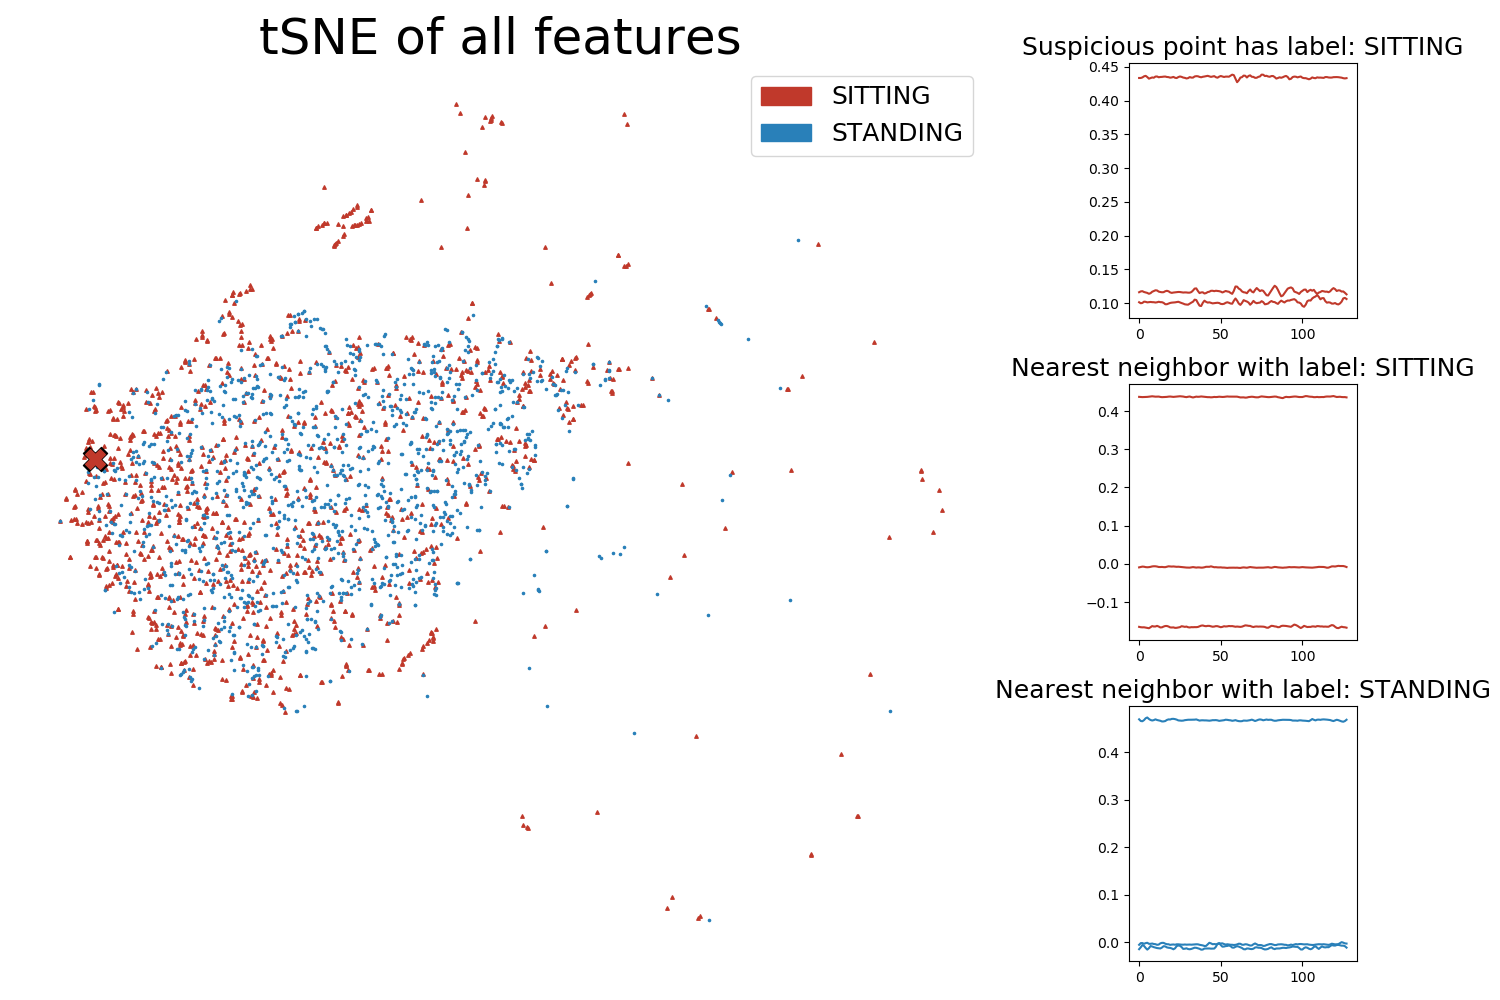 tSNE of all features
SITTING
STANDING
Suspicious point has label: SITTING
0.45
0.40
0.35
0.30
0.25
0.20
0.15
0.10
0 50 100
Nearest neighbor with label: SITTING
0.4
0.3
0.2
0.1
0.0
−0.1
0 50 100
Nearest neighbor with label: STANDING
0.4
0.3
0.2
0.1
0.0
0 50 100